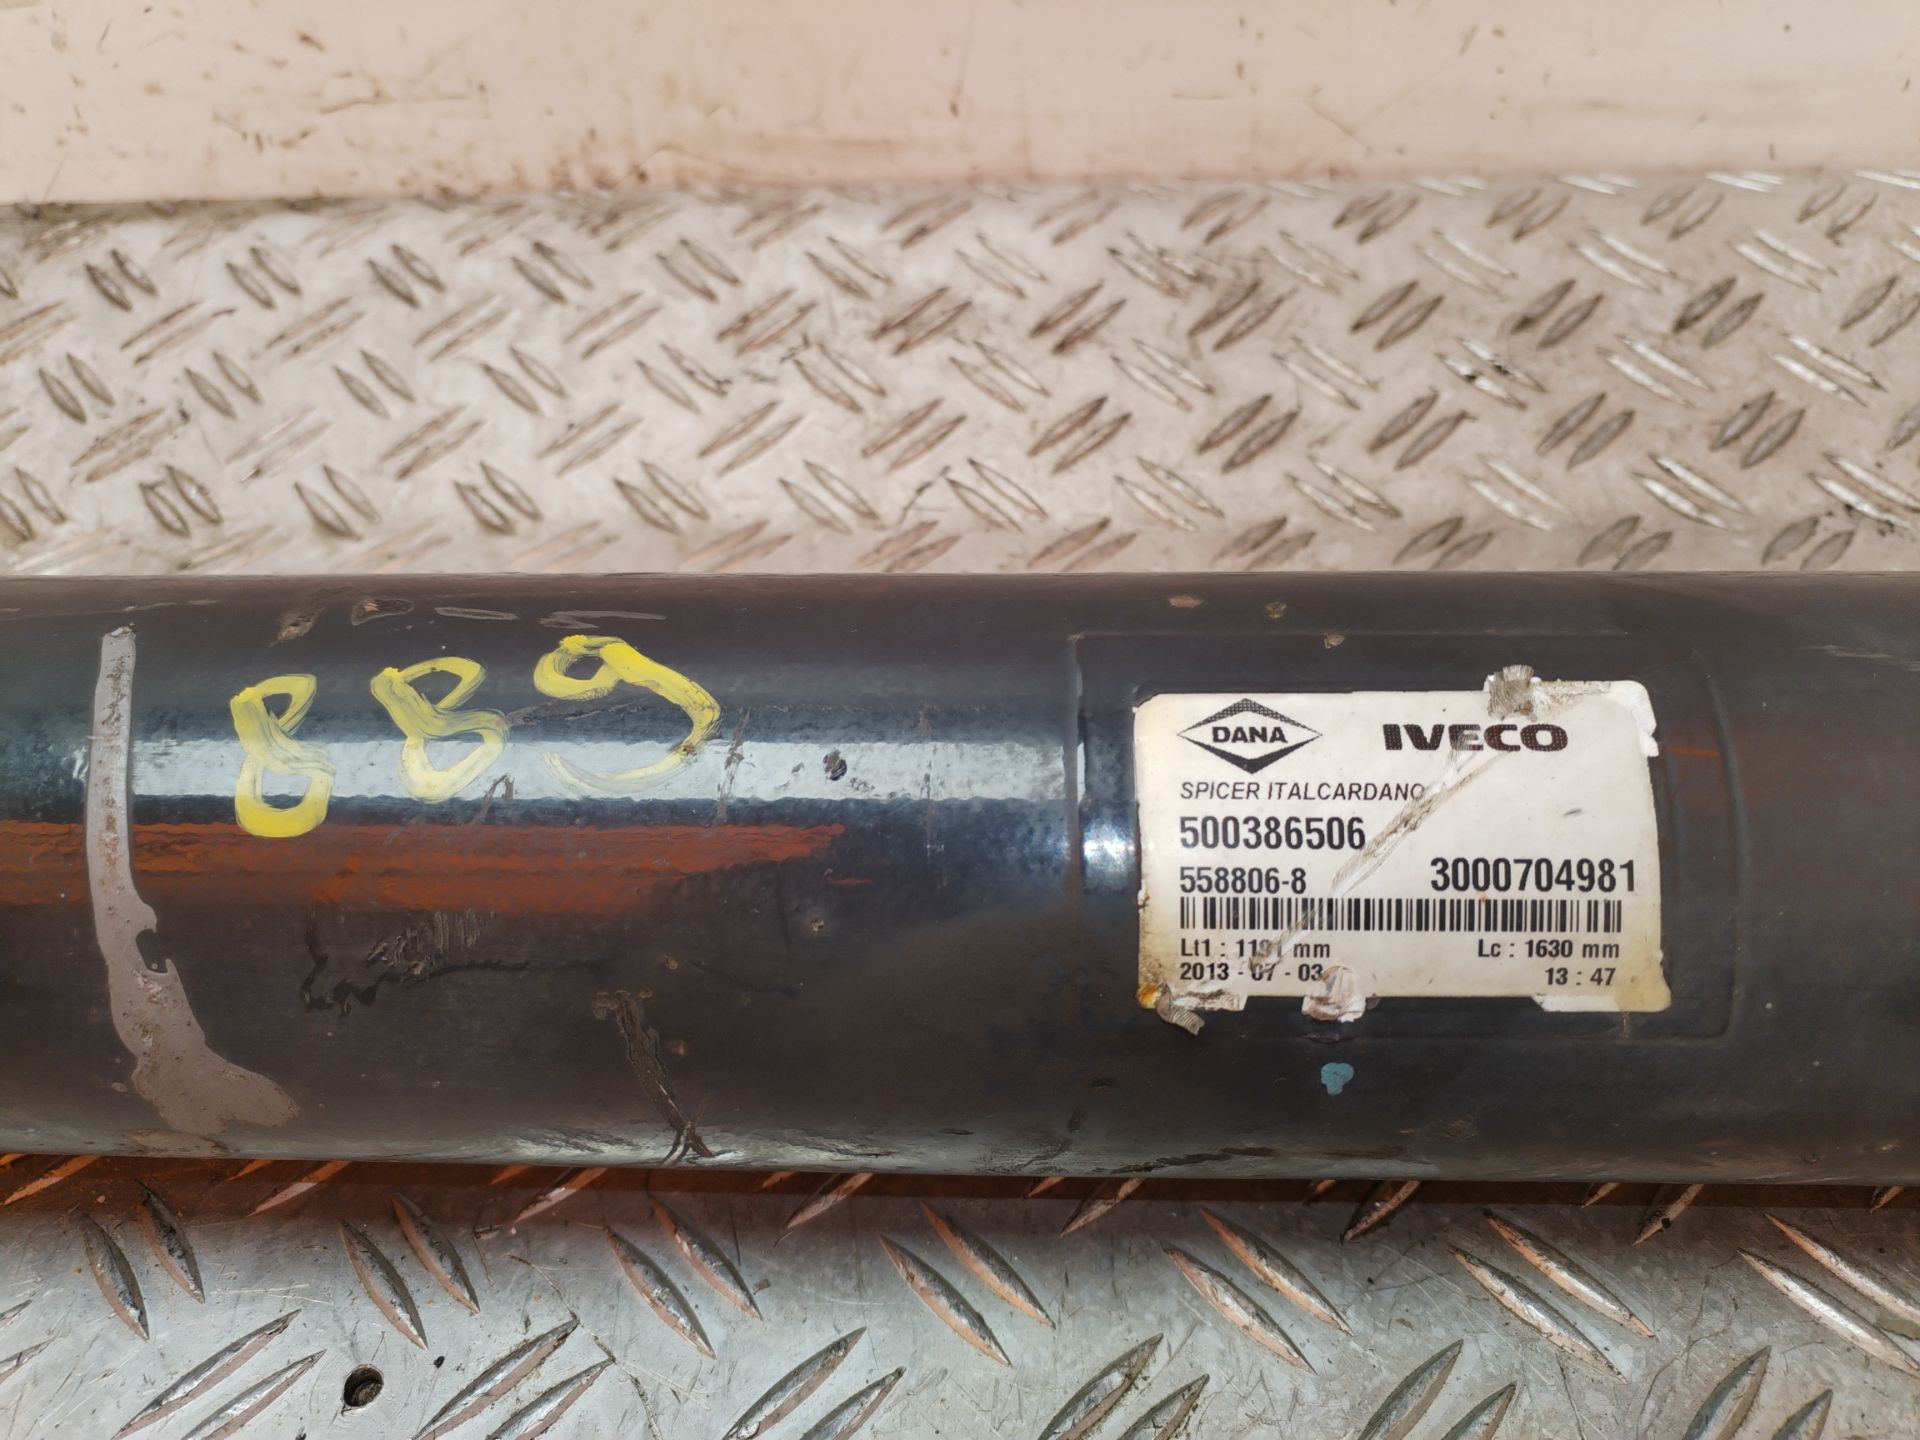 889
DANA IVECO
SPICER ITALCARDANO
500386506
558806-8 3000704981
Lt1 : 1191 mm Lc : 1630 mm
2013 - 07 - 03 13 : 47